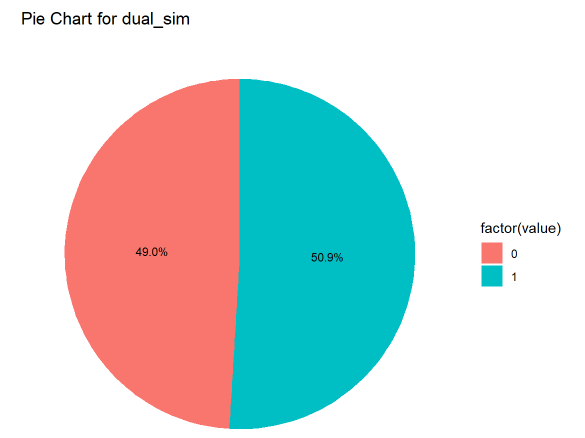 Pie Chart for dual_sim
49.0%
50.9%
factor(value)
0
1